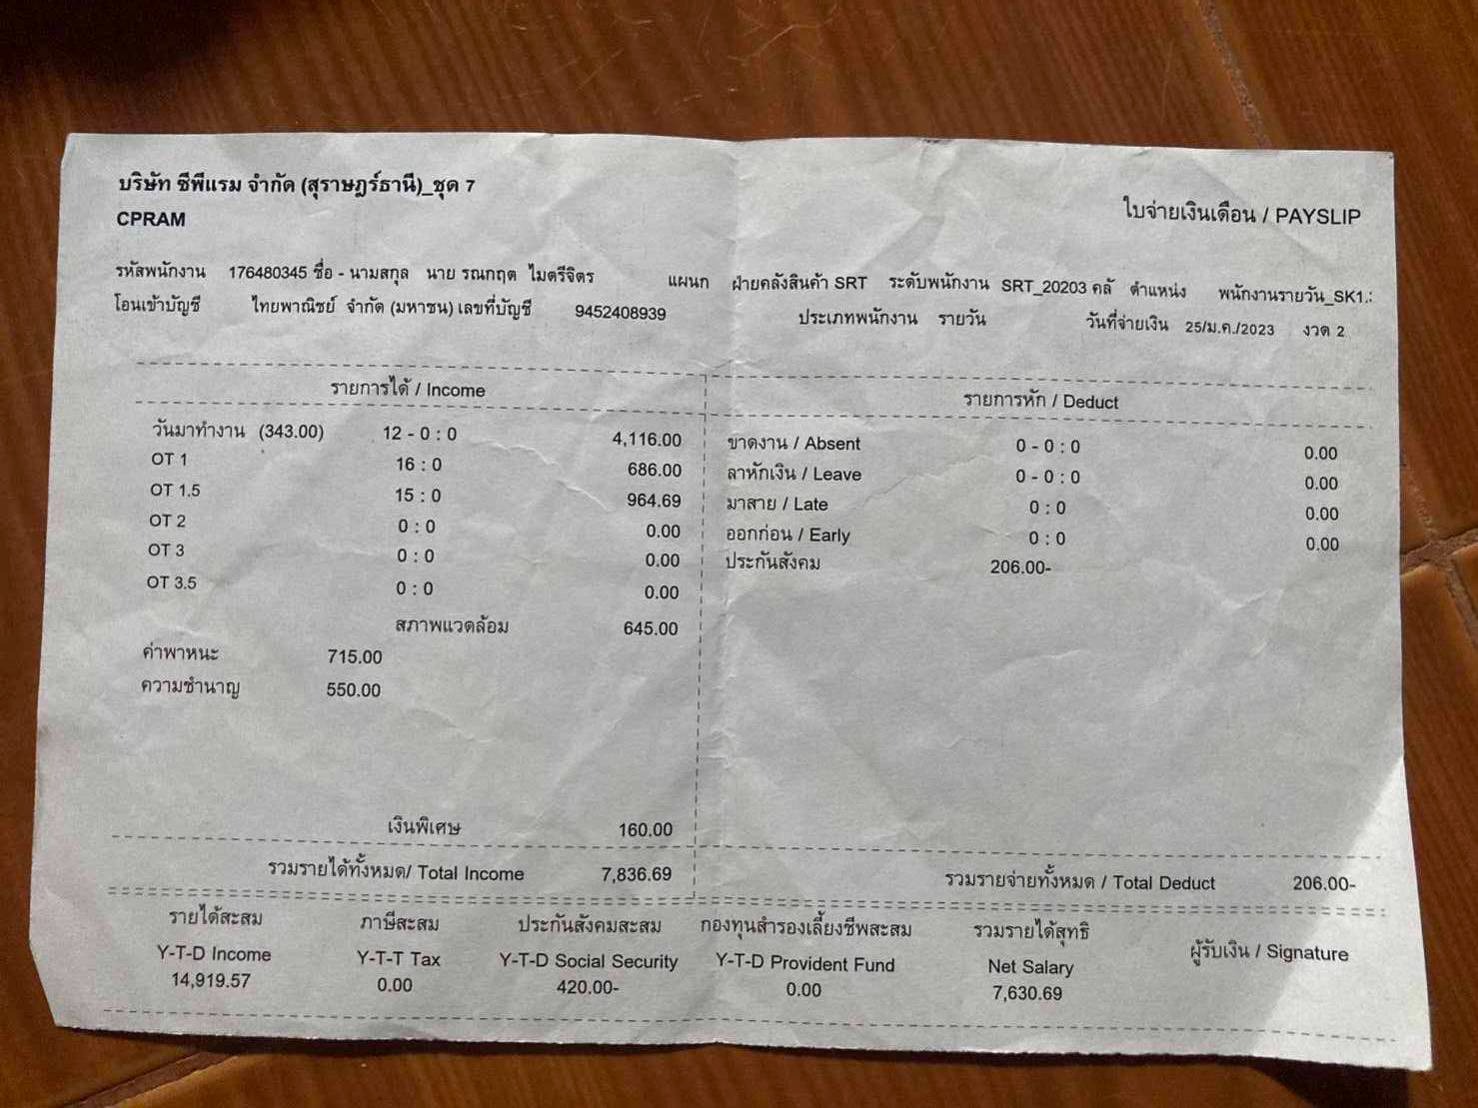 บริษัท ซีพีแรม จำกัด (สุราษฎร์ธานี)_ชุด 7
CPRAM
ใบจ่ายเงินเดือน / PAYSLIP
รหัสพนักงาน 176480345 ชื่อ - นามสกุล นาย รณกฤต ไมตรีจิตร แผนก ฝ่ายคลังสินค้า SRT ระดับพนักงาน SRT_20203 คลั ตำแหน่ง พนักงานรายวัน_SK1.:
โอนเข้าบัญชี ไทยพาณิชย์ จำกัด (มหาชน) เลขที่บัญชี 9452408939 ประเภทพนักงาน รายวัน วันที่จ่ายเงิน 25/ม.ค./2023 งวด 2
รายการได้ / Income รายการหัก / Deduct
วันมาทำงาน (343.00) 12 - 0 : 0 4,116.00 ขาดงาน / Absent 0 - 0 : 0 0.00
OT 1 16 : 0 686.00 ลาหักเงิน / Leave 0 - 0 : 0 0.00
OT 1.5 15 : 0 964.69 มาสาย / Late 0 : 0 0.00
OT 2 0 : 0 0.00 ออกก่อน / Early 0 : 0 0.00
OT 3 0 : 0 0.00 ประกันสังคม 206.00-
OT 3.5 0 : 0 0.00
สภาพแวดล้อม 645.00
ค่าพาหนะ 715.00
ความชำนาญ 550.00
เงินพิเศษ 160.00
รวมรายได้ทั้งหมด/ Total Income 7,836.69 รวมรายจ่ายทั้งหมด / Total Deduct 206.00-
รายได้สะสม ภาษีสะสม ประกันสังคมสะสม กองทุนสำรองเลี้ยงชีพสะสม รวมรายได้สุทธิ ผู้รับเงิน / Signature
Y-T-D Income Y-T-T Tax Y-T-D Social Security Y-T-D Provident Fund Net Salary
14,919.57 0.00 420.00- 0.00 7,630.69